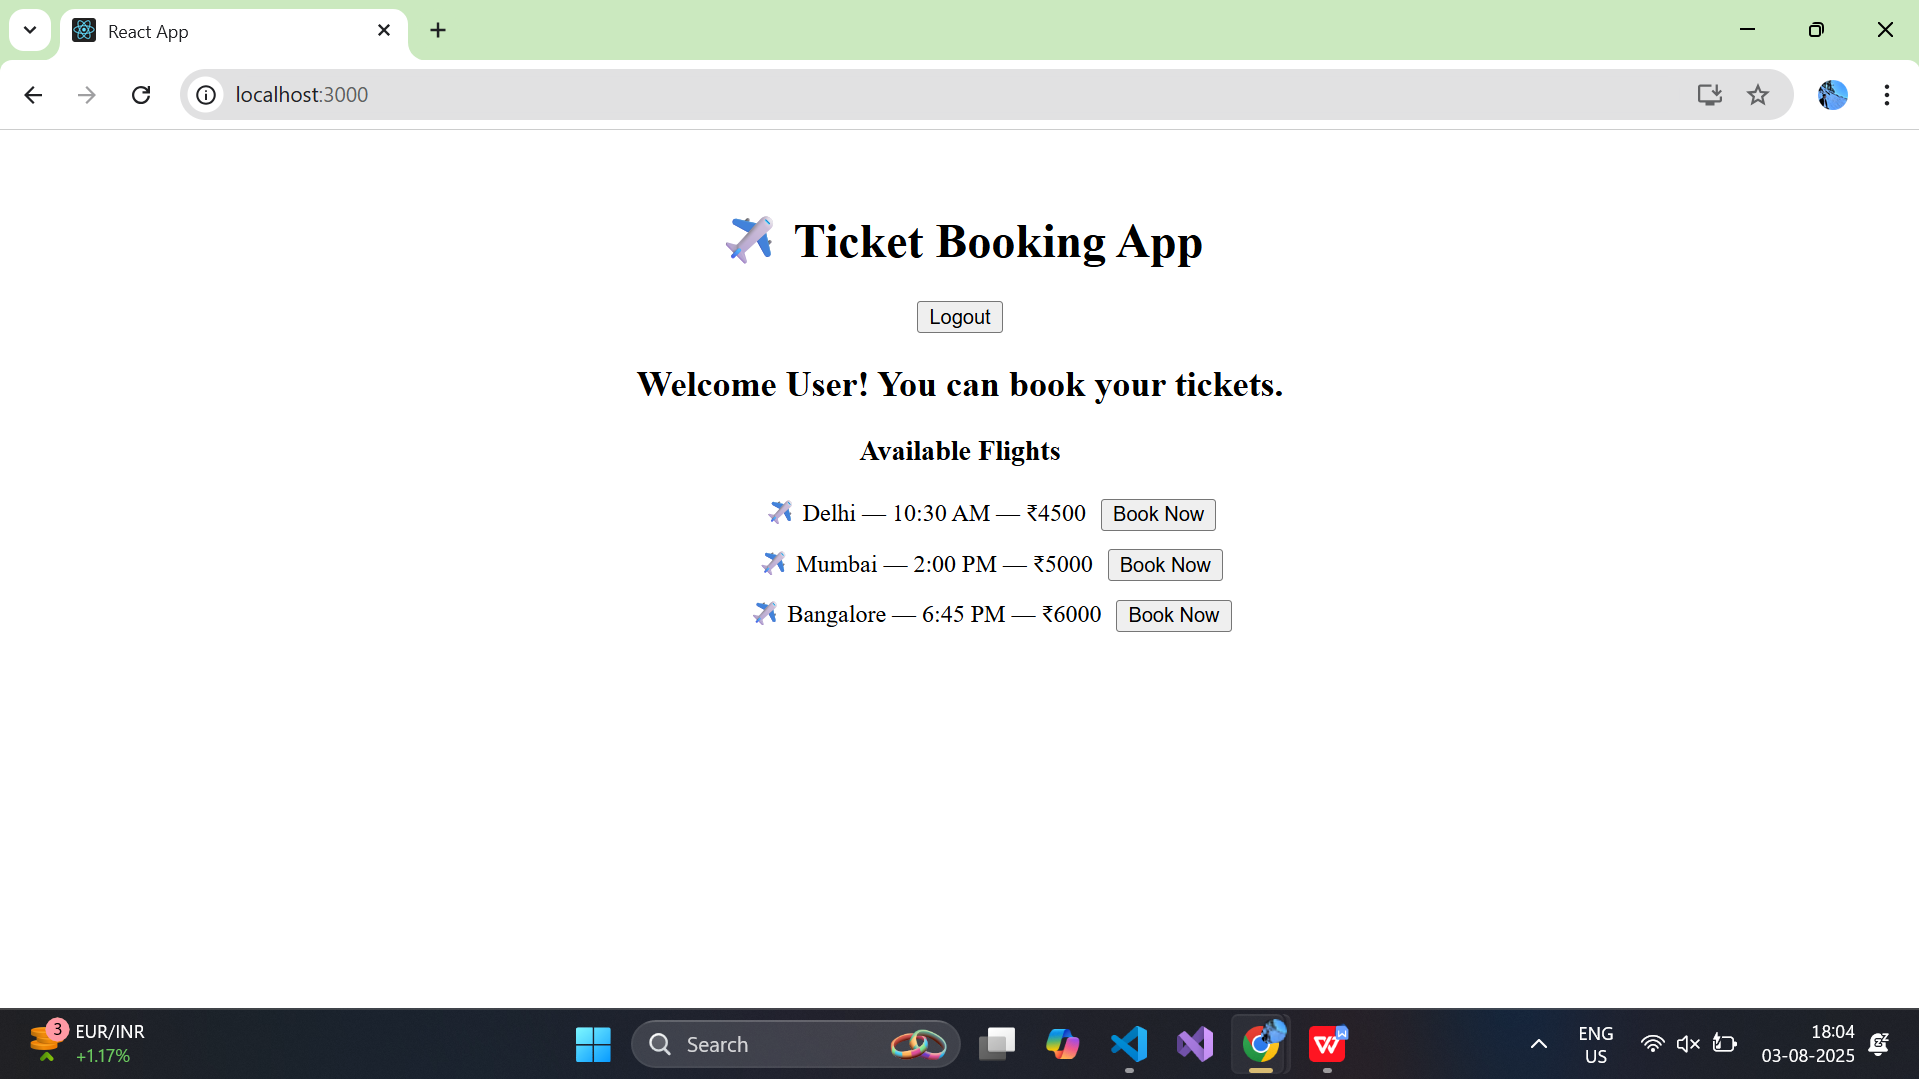 React App
localhost:3000
✈️ Ticket Booking App
Logout
Welcome User! You can book your tickets.
Available Flights
✈️ Delhi — 10:30 AM — ₹4500 Book Now
✈️ Mumbai — 2:00 PM — ₹5000 Book Now
✈️ Bangalore — 6:45 PM — ₹6000 Book Now
3 EUR/INR
+1.17%
Search
ENG
US
18:04
03-08-2025